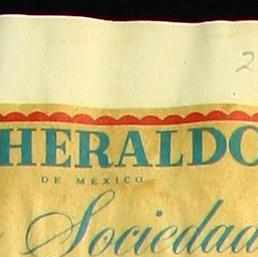 2
HERALDO
DE MEXICO
Sociedad